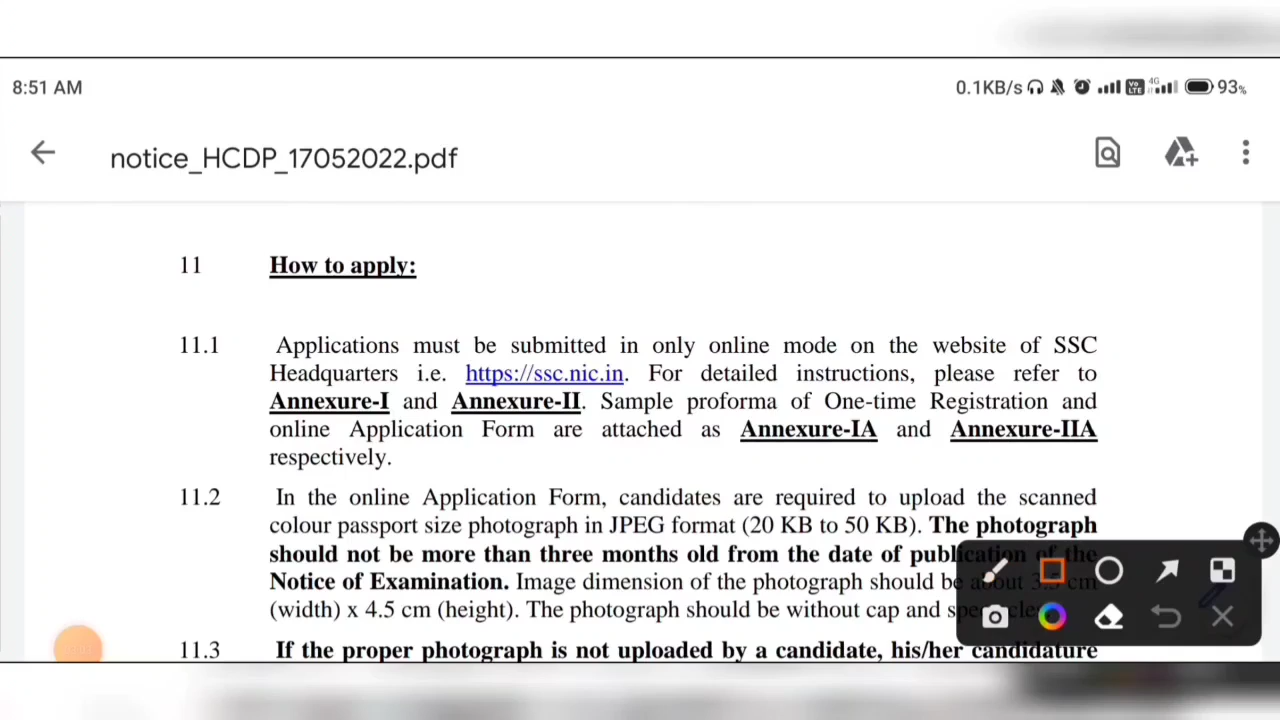 8:51 AM
0.1KB/s
4G
93%
notice_HCDP_17052022.pdf
11 How to apply:
11.1 Applications must be submitted in only online mode on the website of SSC
Headquarters i.e. https://ssc.nic.in. For detailed instructions, please refer to
Annexure-I and Annexure-II. Sample proforma of One-time Registration and
online Application Form are attached as Annexure-IA and Annexure-IIA
respectively.
11.2 In the online Application Form, candidates are required to upload the scanned
colour passport size photograph in JPEG format (20 KB to 50 KB). The photograph
should not be more than three months old from the date of publication of the
Notice of Examination. Image dimension of the photograph should be about 3.5 cm
(width) x 4.5 cm (height). The photograph should be without cap and
11.3 If the proper photograph is not uploaded by a candidate, his/her candidature